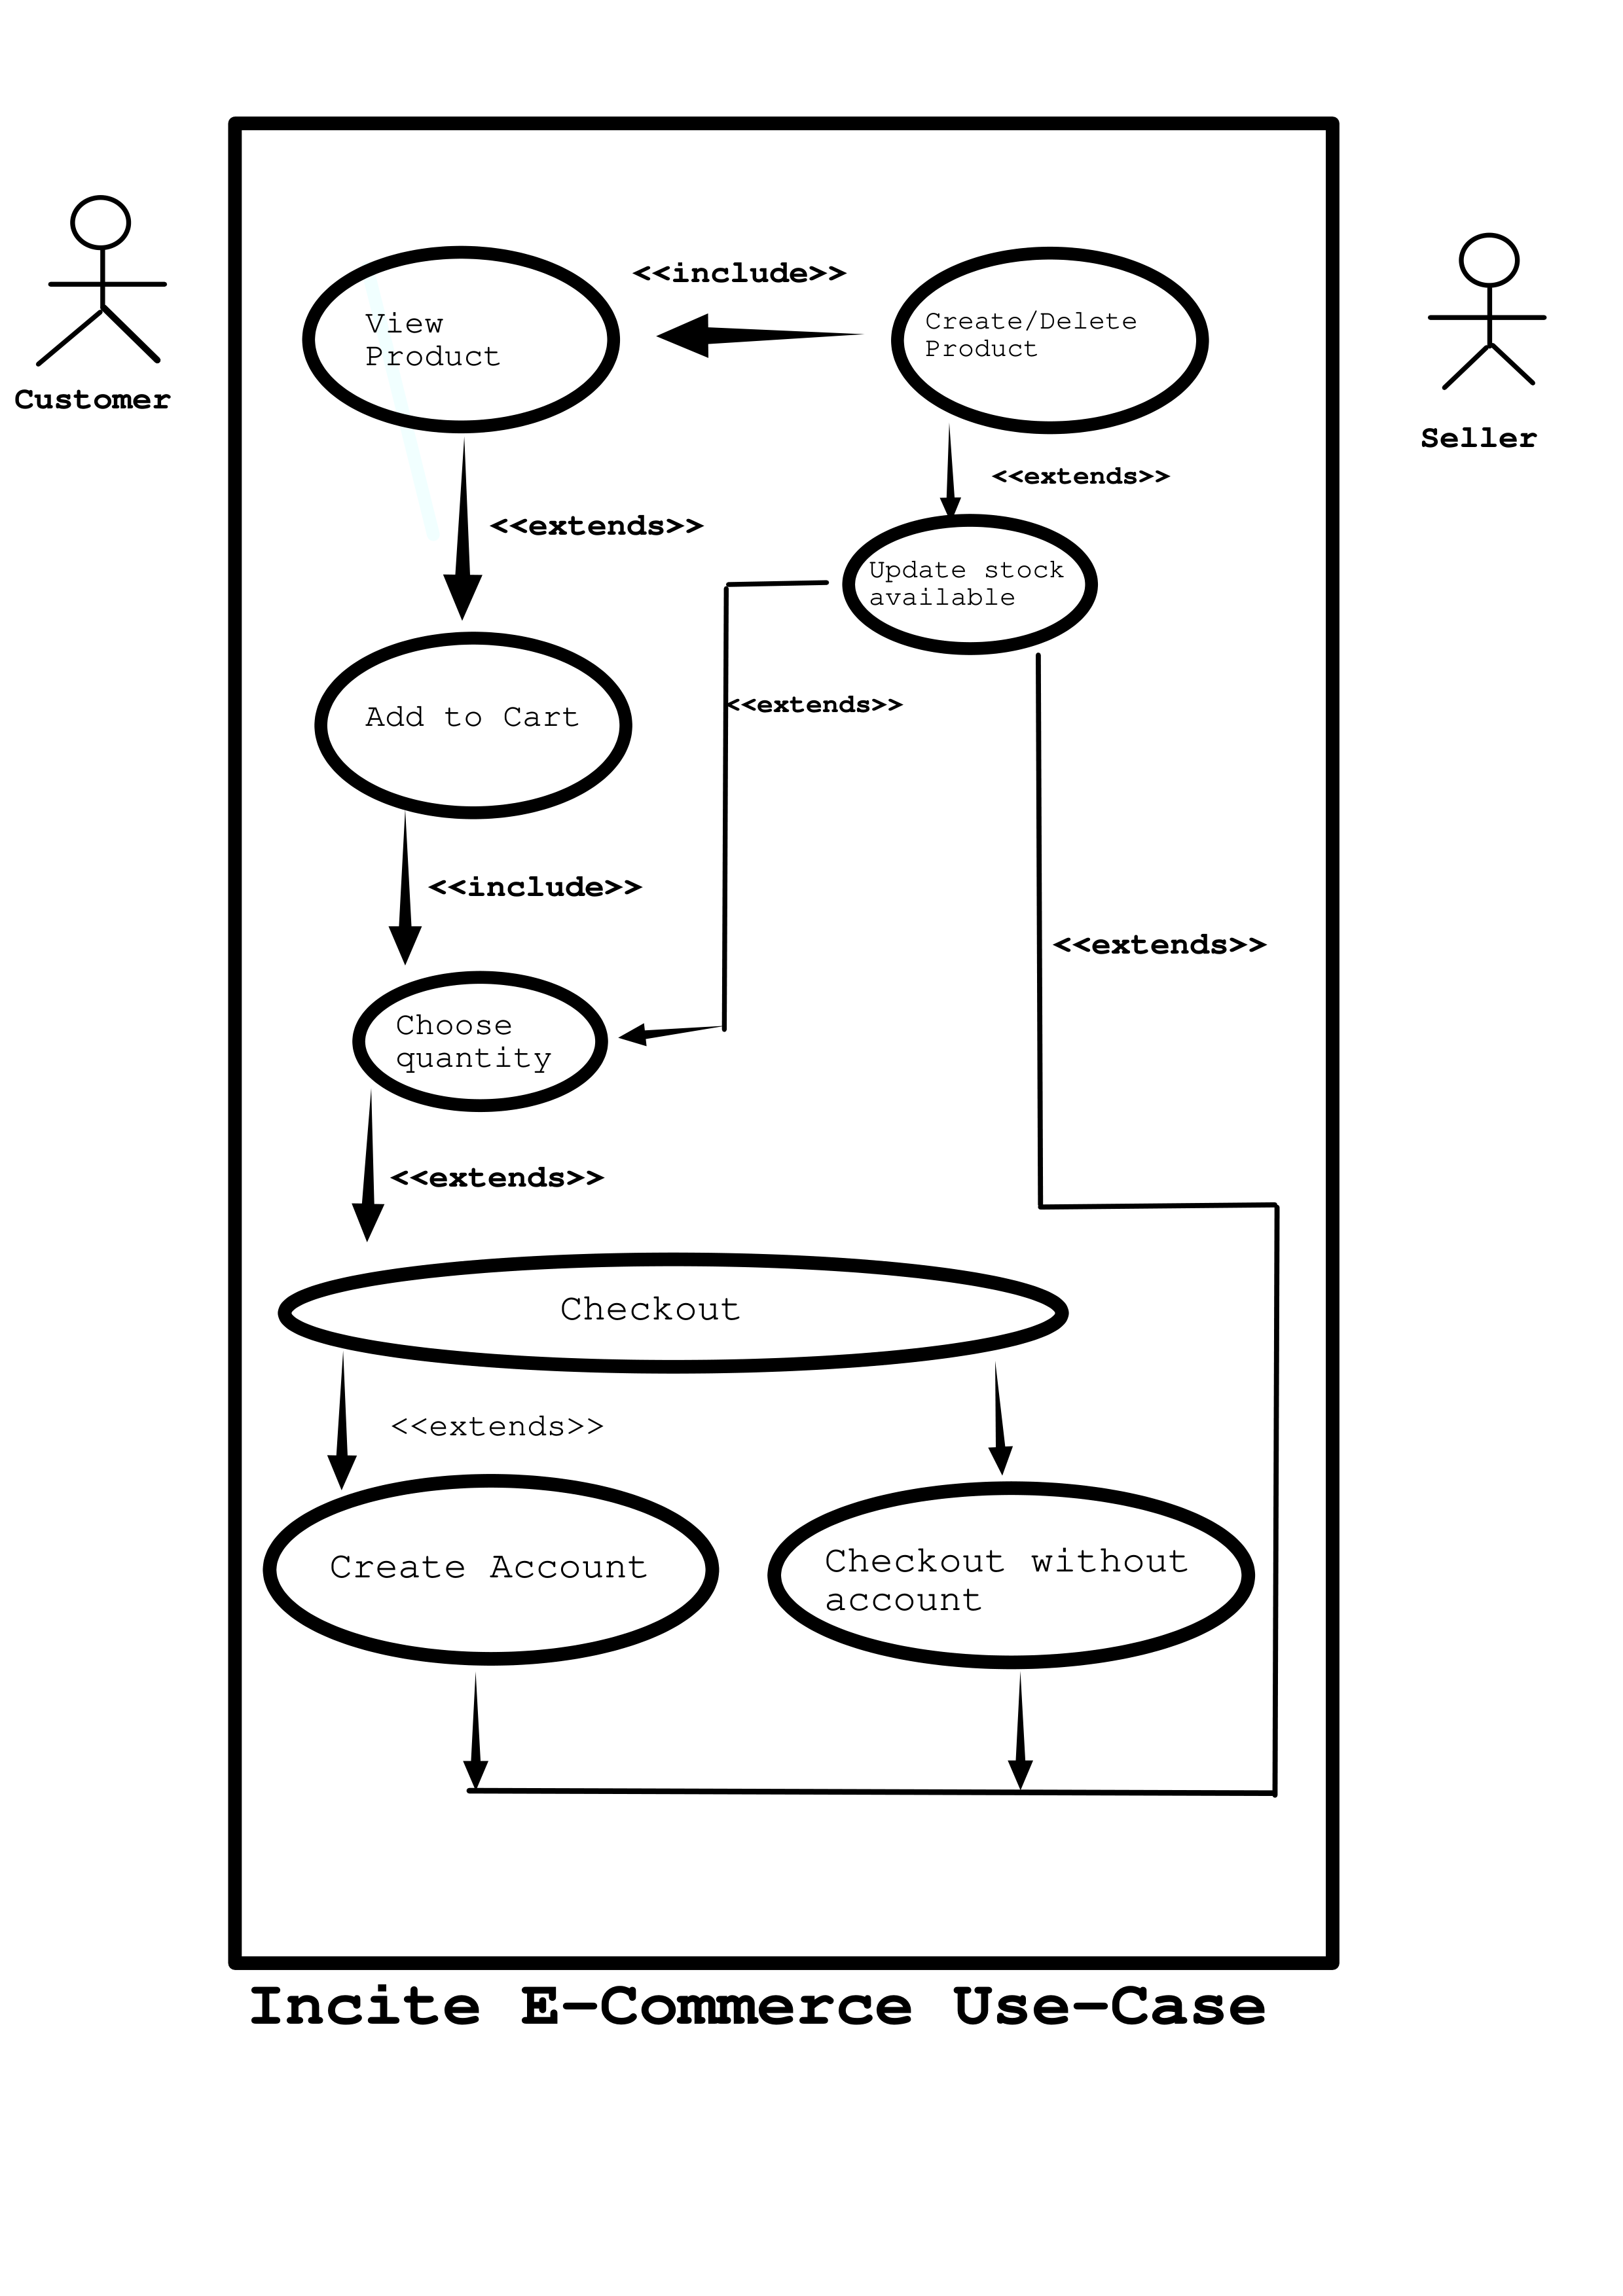 <<include>>
View
Product
Create/Delete
Product
Customer
Seller
<<extends>>
<<extends>>
Update stock
available
<<extends>>
Add to Cart
<<include>>
<<extends>>
Choose
quantity
<<extends>>
Checkout
<<extends>>
Create Account
Checkout without
account
Incite E-Commerce Use-Case